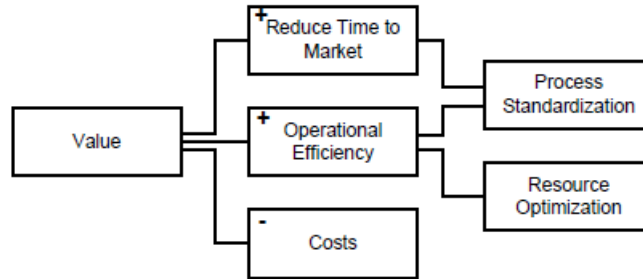 +
Reduce Time to
Market
Process
Standardization
Value
+
Operational
Efficiency
Resource
Optimization
-
Costs